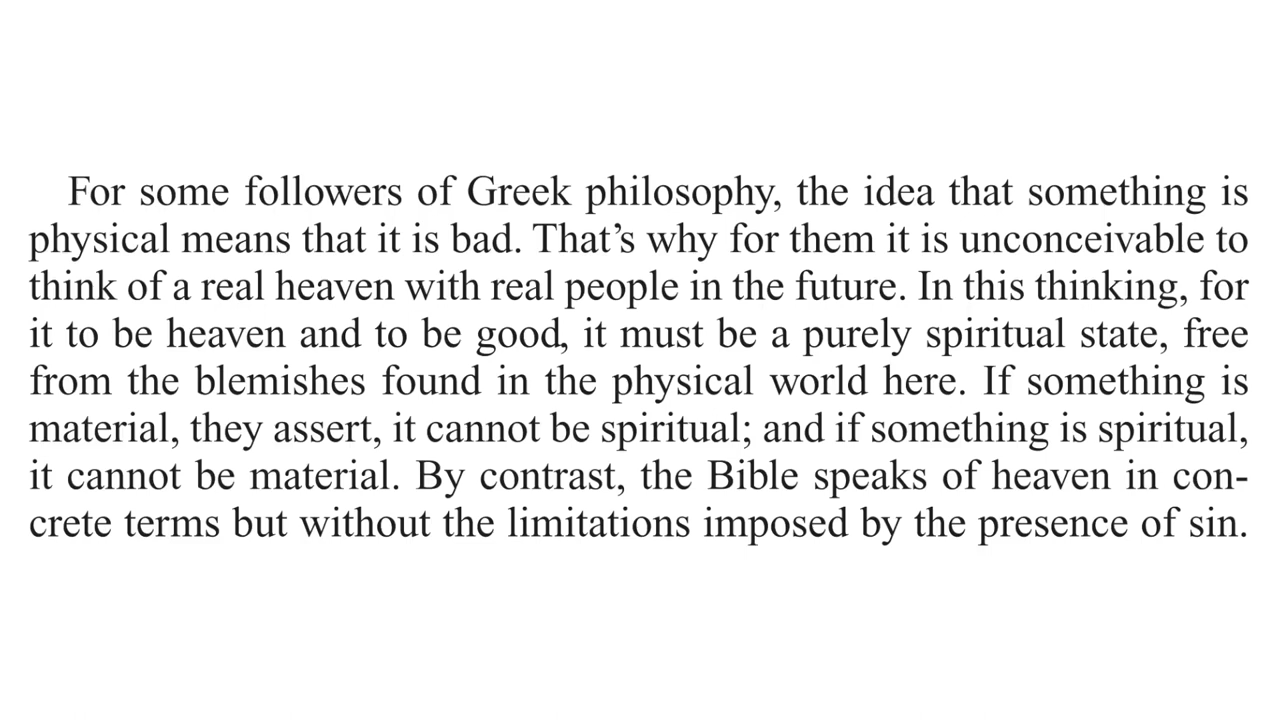 For some followers of Greek philosophy, the idea that something is
physical means that it is bad. That’s why for them it is unconceivable to
think of a real heaven with real people in the future. In this thinking, for
it to be heaven and to be good, it must be a purely spiritual state, free
from the blemishes found in the physical world here. If something is
material, they assert, it cannot be spiritual; and if something is spiritual,
it cannot be material. By contrast, the Bible speaks of heaven in con-
crete terms but without the limitations imposed by the presence of sin.